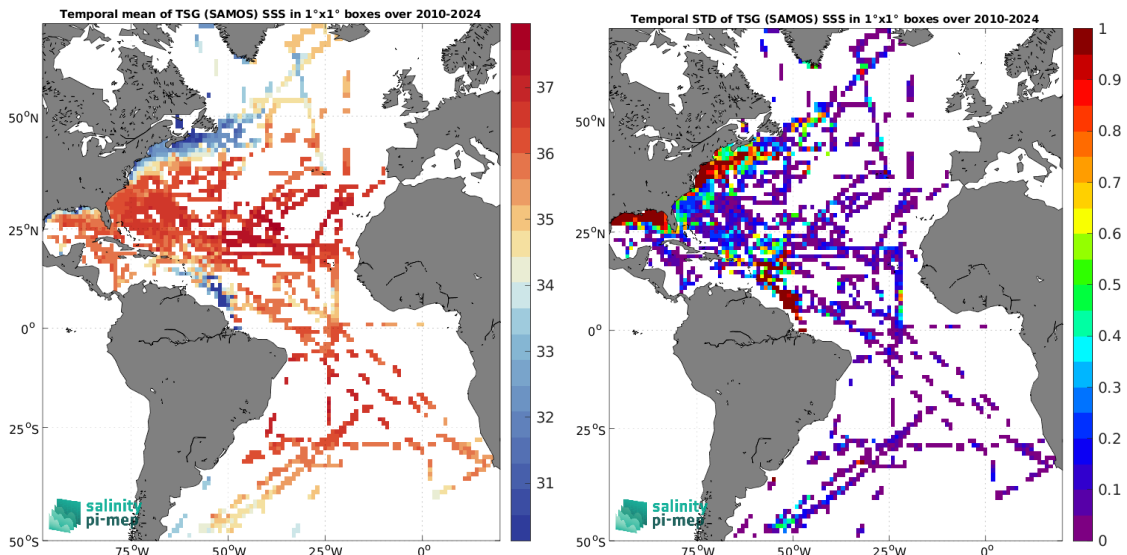 Temporal mean of TSG (SAMOS) SSS in 1°x1° boxes over 2010-2024
50°N
25°N
0°
25°S
50°S
75°W
50°W
25°W
0°
37
36
35
34
33
32
31
salinity
pi-mep
Temporal STD of TSG (SAMOS) SSS in 1°x1° boxes over 2010-2024
50°N
25°N
0°
25°S
50°S
75°W
50°W
25°W
0°
1
0.9
0.8
0.7
0.6
0.5
0.4
0.3
0.2
0.1
0
salinity
pi-mep